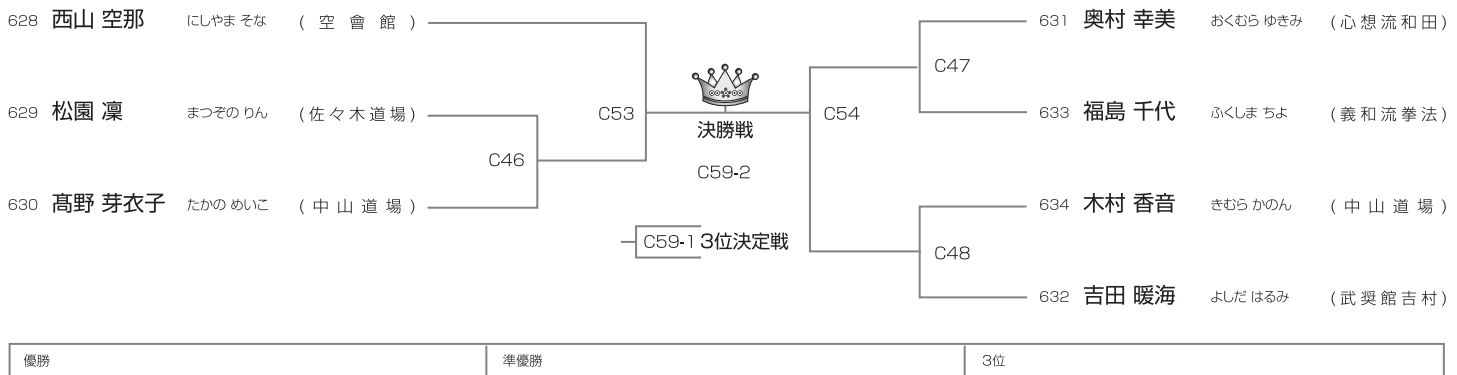 628 西山 空那 にしやま そな (空會館)
629 松園 凜 まつぞの りん (佐々木道場)
630 髙野 芽衣子 たかの めいこ (中山道場)
C46
C53
決勝戦
C59-2
C59-1 3位決定戦
C54
C47
C48
631 奥村 幸美 おくむら ゆきみ (心想流和田)
633 福島 千代 ふくしま ちよ (義和流拳法)
634 木村 香音 きむら かのん (中山道場)
632 吉田 暖海 よしだ はるみ (武奨館吉村)
優勝 準優勝 3位